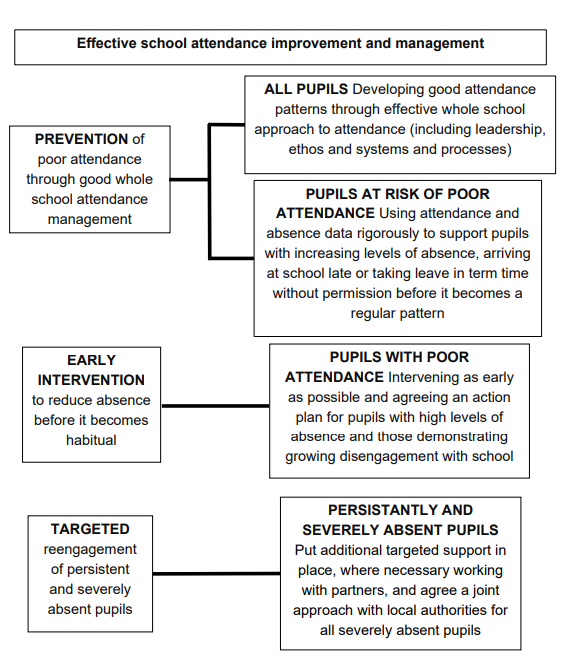 Effective school attendance improvement and management
PREVENTION of
poor attendance
through good whole
school attendance
management
ALL PUPILS Developing good attendance
patterns through effective whole school
approach to attendance (including leadership,
ethos and systems and processes)
PUPILS AT RISK OF POOR
ATTENDANCE Using attendance and
absence data rigorously to support pupils
with increasing levels of absence, arriving
at school late or taking leave in term time
without permission before it becomes a
regular pattern
EARLY
INTERVENTION
to reduce absence
before it becomes
habitual
PUPILS WITH POOR
ATTENDANCE Intervening as early
as possible and agreeing an action
plan for pupils with high levels of
absence and those demonstrating
growing disengagement with school
TARGETED
reengagement
of persistent
and severely
absent pupils
PERSISTANTLY AND
SEVERELY ABSENT PUPILS
Put additional targeted support in
place, where necessary working
with partners, and agree a joint
approach with local authorities for
all severely absent pupils